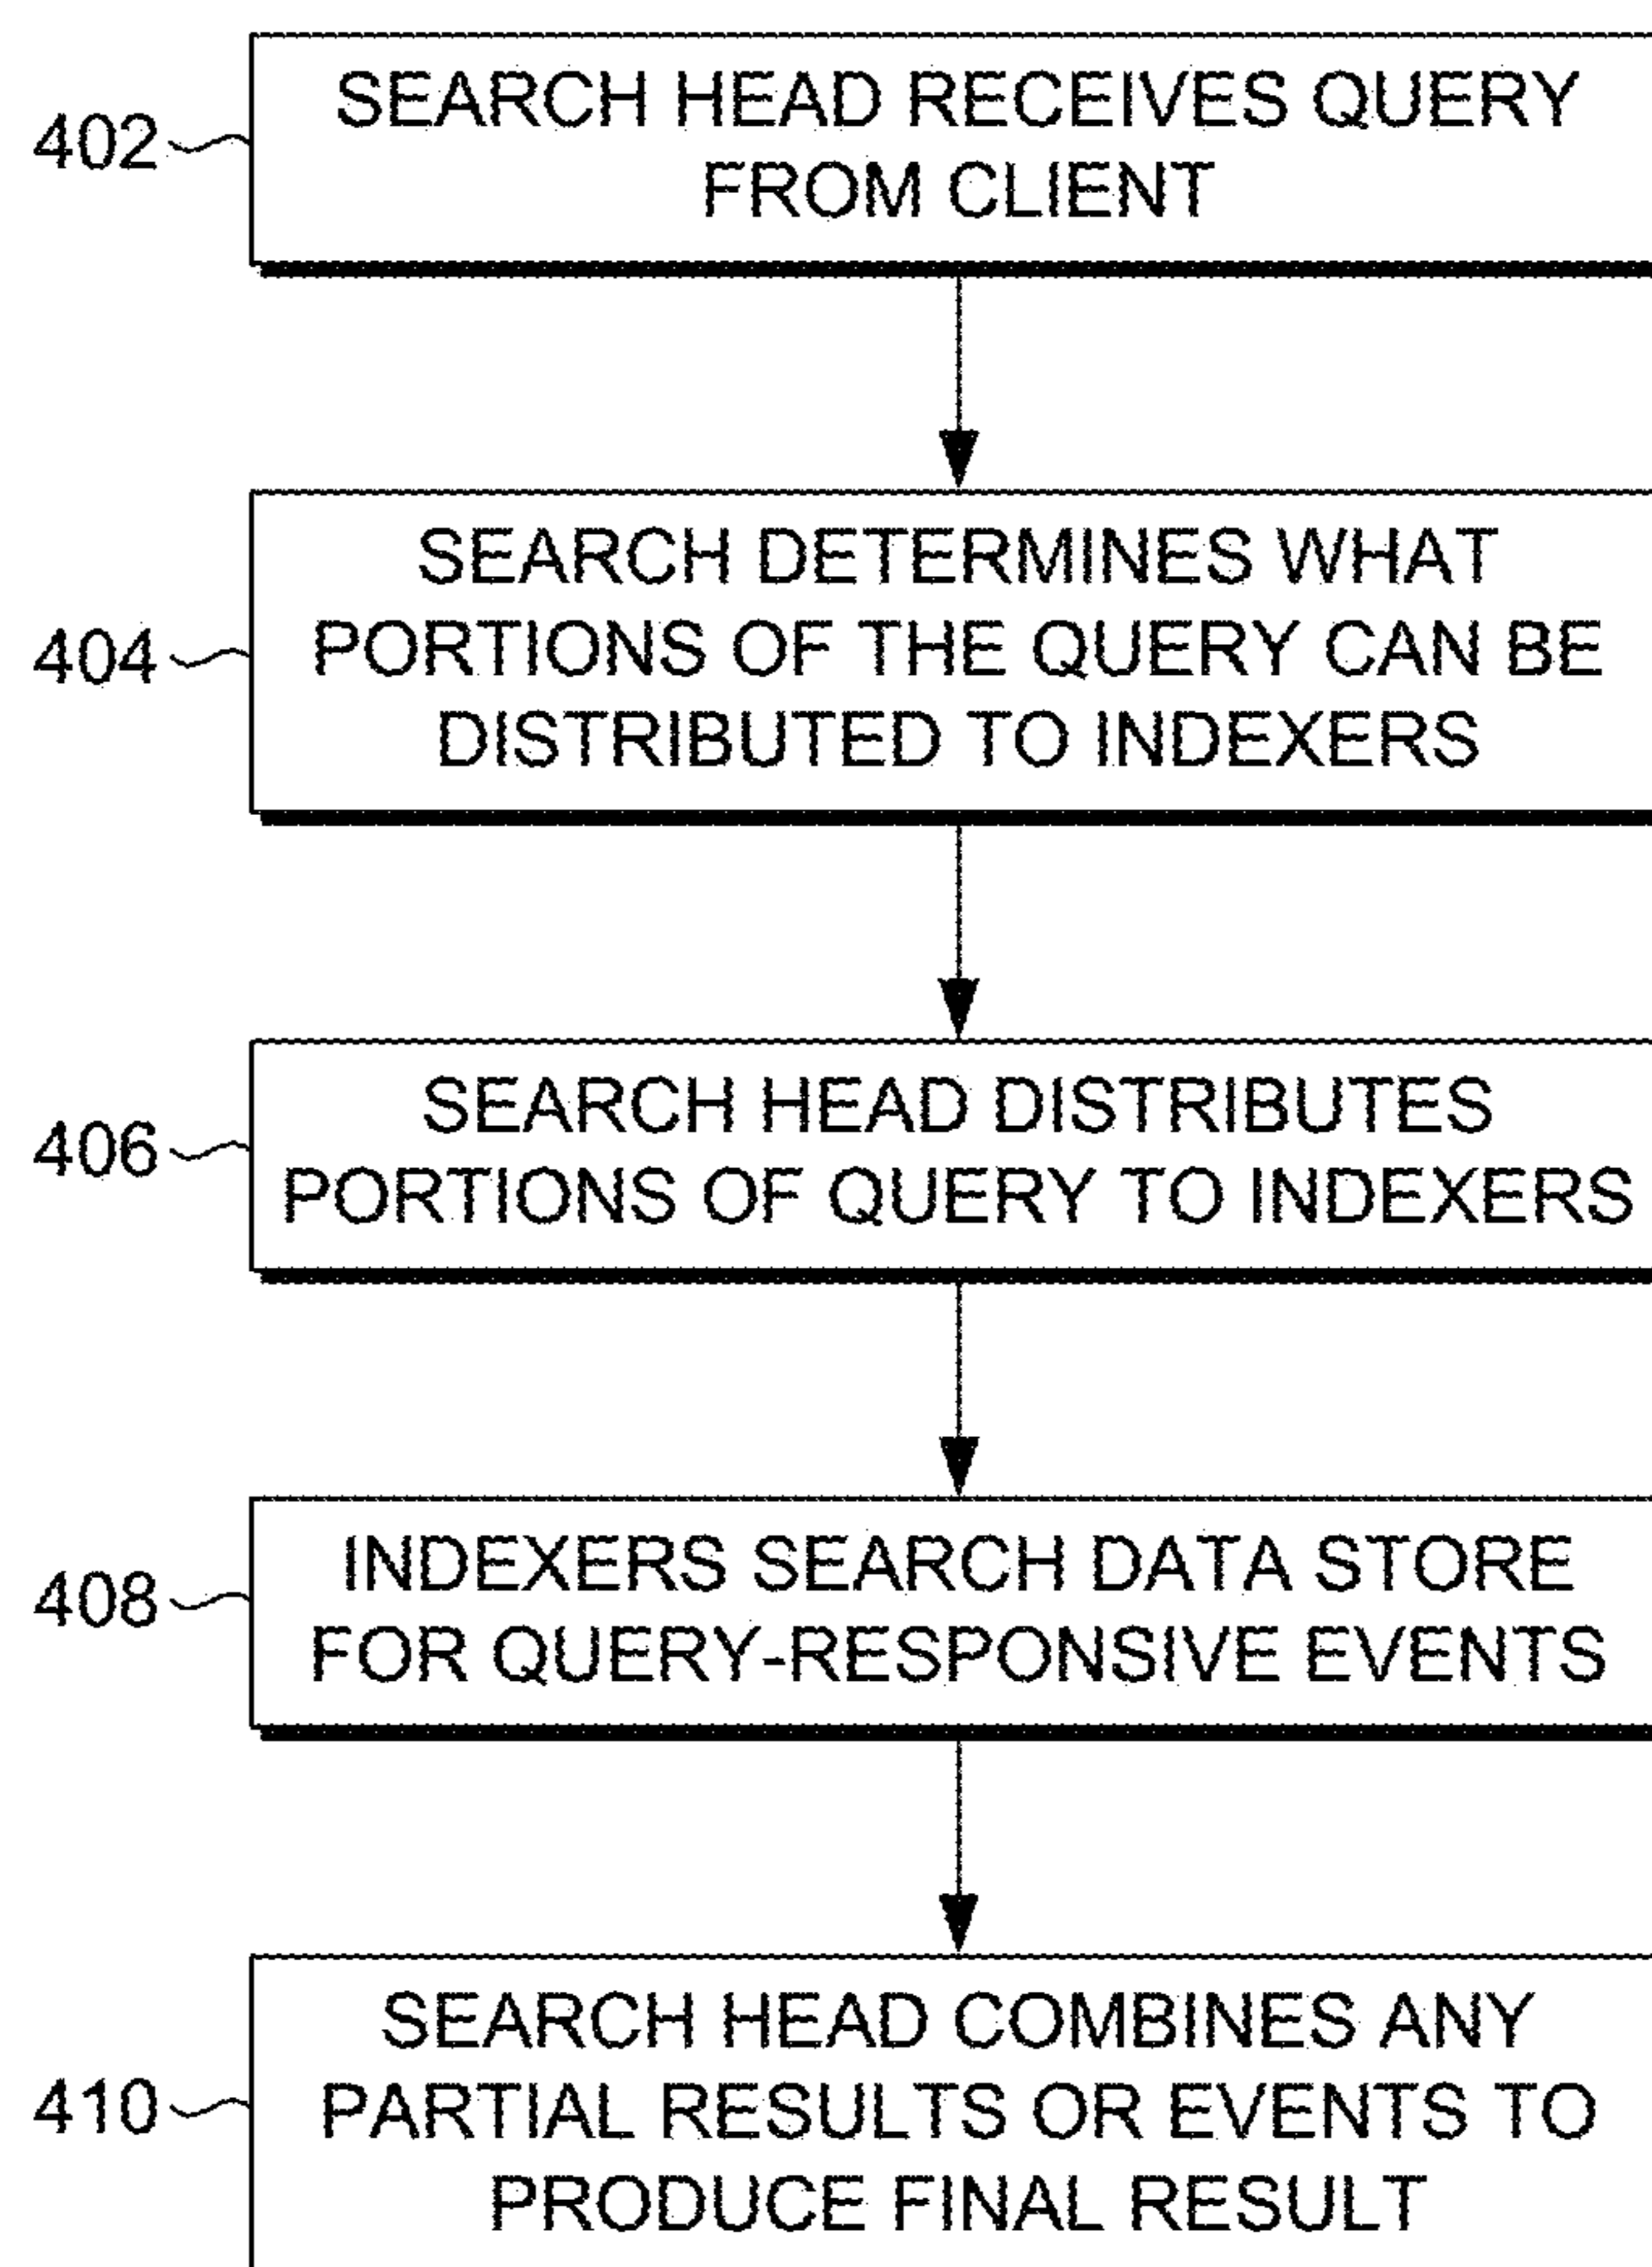 402
SEARCH HEAD RECEIVES QUERY
FROM CLIENT
404
SEARCH DETERMINES WHAT
PORTIONS OF THE QUERY CAN BE
DISTRIBUTED TO INDEXERS
406
SEARCH HEAD DISTRIBUTES
PORTIONS OF QUERY TO INDEXERS
408
INDEXERS SEARCH DATA STORE
FOR QUERY-RESPONSIVE EVENTS
410
SEARCH HEAD COMBINES ANY
PARTIAL RESULTS OR EVENTS TO
PRODUCE FINAL RESULT